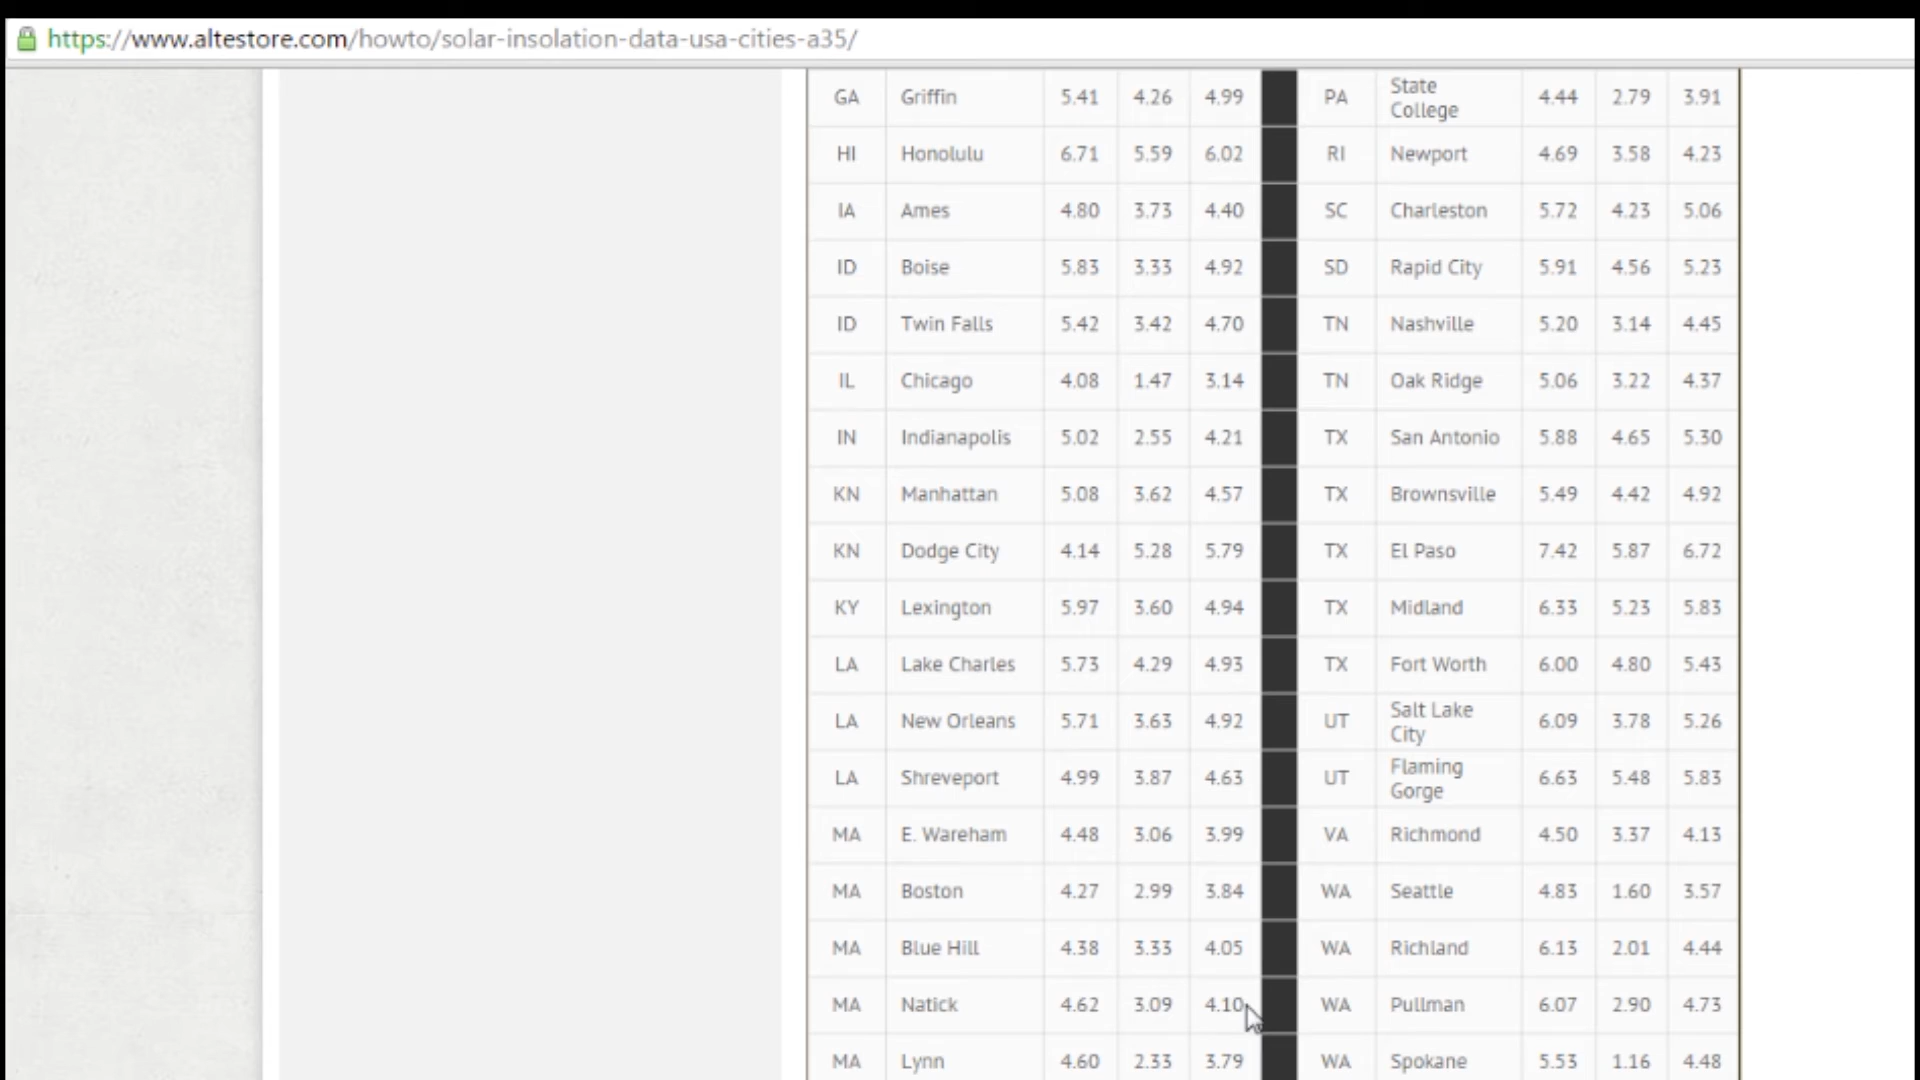 https://www.altestore.com/howto/solar-insolation-data-usa-cities-a35/
GA Griffin 5.41 4.26 4.99 PA State College 4.44 2.79 3.91
HI Honolulu 6.71 5.59 6.02 RI Newport 4.69 3.58 4.23
IA Ames 4.80 3.73 4.40 SC Charleston 5.72 4.23 5.06
ID Boise 5.83 3.33 4.92 SD Rapid City 5.91 4.56 5.23
ID Twin Falls 5.42 3.42 4.70 TN Nashville 5.20 3.14 4.45
IL Chicago 4.08 1.47 3.14 TN Oak Ridge 5.06 3.22 4.37
IN Indianapolis 5.02 2.55 4.21 TX San Antonio 5.88 4.65 5.30
KN Manhattan 5.08 3.62 4.57 TX Brownsville 5.49 4.42 4.92
KN Dodge City 4.14 5.28 5.79 TX El Paso 7.42 5.87 6.72
KY Lexington 5.97 3.60 4.94 TX Midland 6.33 5.23 5.83
LA Lake Charles 5.73 4.29 4.93 TX Fort Worth 6.00 4.80 5.43
LA New Orleans 5.71 3.63 4.92 UT Salt Lake City 6.09 3.78 5.26
LA Shreveport 4.99 3.87 4.63 UT Flaming Gorge 6.63 5.48 5.83
MA E. Wareham 4.48 3.06 3.99 VA Richmond 4.50 3.37 4.13
MA Boston 4.27 2.99 3.84 WA Seattle 4.83 1.60 3.57
MA Blue Hill 4.38 3.33 4.05 WA Richland 6.13 2.01 4.44
MA Natick 4.62 3.09 4.10 WA Pullman 6.07 2.90 4.73
MA Lynn 4.60 2.33 3.79 WA Spokane 5.53 1.16 4.48